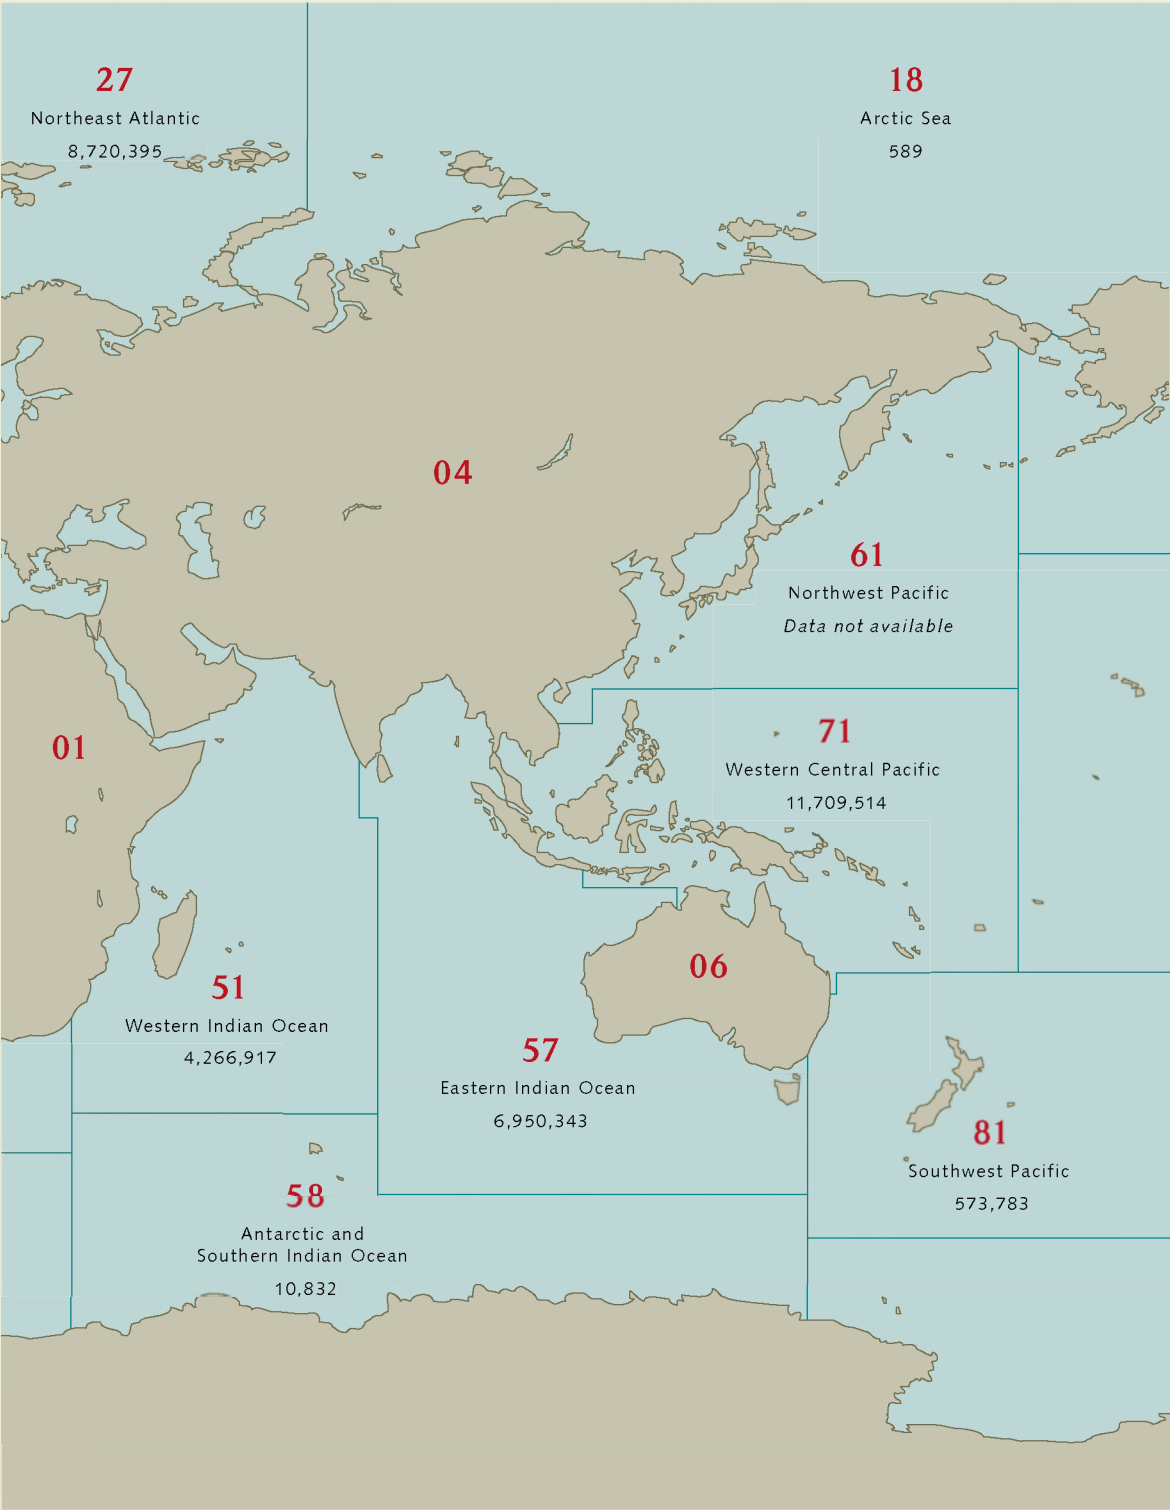 27
Northeast Atlantic
8,720,395
18
Arctic Sea
589
04
61
Northwest Pacific
Data not available
01
71
Western Central Pacific
11,709,514
06
51
Western Indian Ocean
4,266,917
57
Eastern Indian Ocean
6,950,343
81
Southwest Pacific
573,783
58
Antarctic and
Southern Indian Ocean
10,832